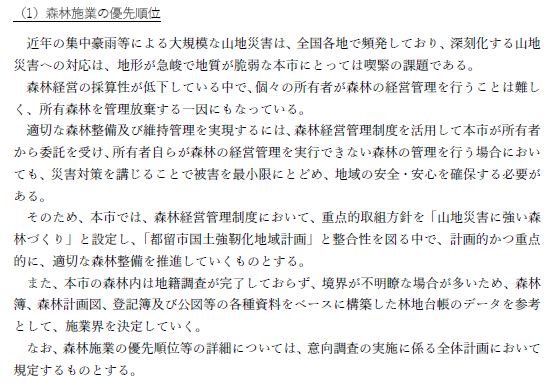 （1）森林施業の優先順位
近年の集中豪雨等による大規模な山地災害は、全国各地で頻発しており、深刻化する山地
災害への対応は、地形が急峻で地質が脆弱な本市にとっては喫緊の課題である。
森林経営の採算性が低下している中で、個々の所有者が森林の経営管理を行うことは難し
く、所有森林を管理放棄する一因にもなっている。
適切な森林整備及び維持管理を実現するには、森林経営管理制度を活用して本市が所有者
から委託を受け、所有者自らが森林の経営管理を実行できない森林の管理を行う場合におい
ても、災害対策を講じることで被害を最小限にとどめ、地域の安全・安心を確保する必要が
ある。
そのため、本市では、森林経営管理制度において、重点的取組方針を「山地災害に強い森
林づくり」と設定し、「都留市国土強靱化地域計画」と整合性を図る中で、計画的かつ重点
的に、適切な森林整備を推進していくものとする。
また、本市の森林内は地籍調査が完了しておらず、境界が不明瞭な場合が多いため、森林
簿、森林計画図、登記簿及び公図等の各種資料をベースに構築した林地台帳のデータを参考
として、施業界を決定していく。
なお、森林施業の優先順位等の詳細については、意向調査の実施に係る全体計画において
規定するものとする。